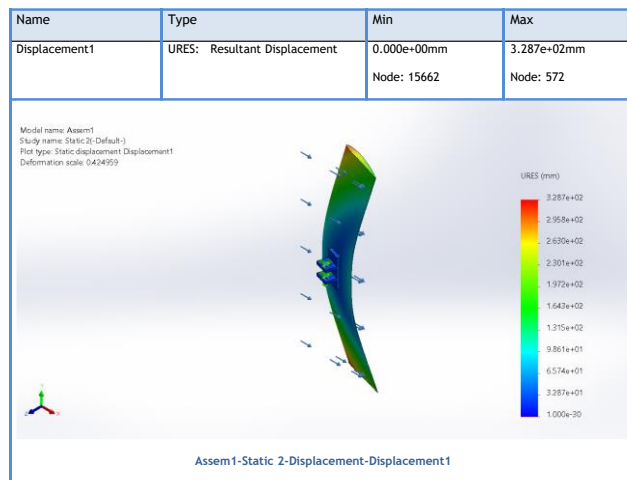 Name Type Min Max
Displacement1 URES: Resultant Displacement 0.000e+00mm 3.287e+02mm
Node: 15662 Node: 572
Model name: Assem1
Study name: Static 2(-Default-)
Plot type: Static displacement Displacement1
Deformation scale: 0.424959
URES (mm)
3.287e+02
2.958e+02
2.630e+02
2.301e+02
1.972e+02
1.643e+02
1.315e+02
9.861e+01
6.574e+01
3.287e+01
1.000e-30
Y
Z X
Assem1-Static 2-Displacement-Displacement1